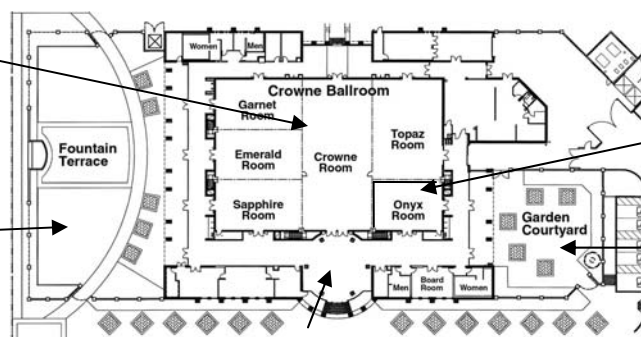 Women
Men
Crowne Ballroom
Garnet
Room
Topaz
Room
Fountain
Terrace
Emerald
Room
Crowne
Room
Sapphire
Room
Onyx
Room
Garden
Courtyard
Men
Board
Room
Women